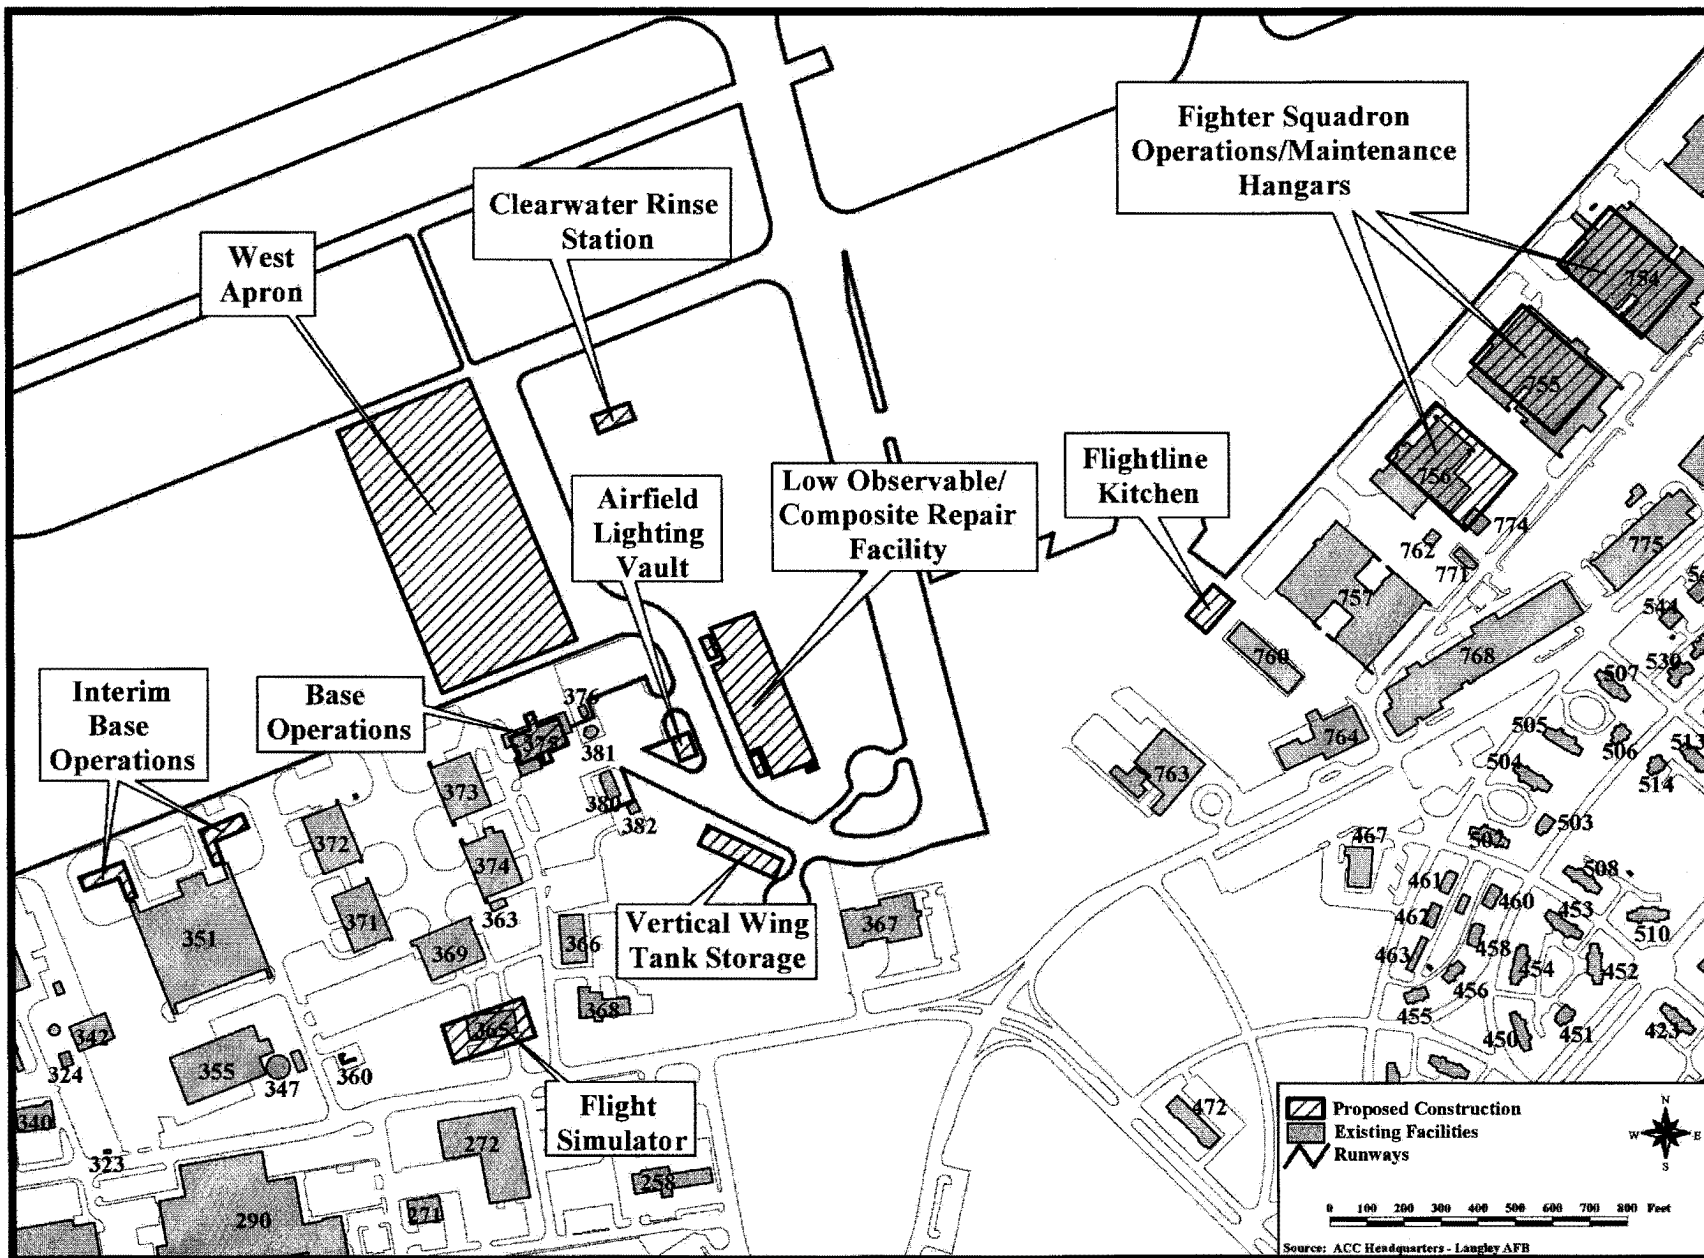 Fighter Squadron
Operations/Maintenance
Hangars
Clearwater Rinse
Station
West
Apron
754
755
Flightline
Kitchen
Low Observable/
Composite Repair
Facility
Airfield
Lighting
Vault
756
774
762
771
775
757
544
760
768
530
507
Interim
Base
Operations
Base
Operations
376
375
381
505
506
513
764
504
514
763
373
380
382
372
374
467
502
503
461
508
460
453
371
363
462
510
351
369
366
Vertical Wing
Tank Storage
367
463
458
454
452
456
365
368
455
342
450
451
423
324
355
347
360
Flight
Simulator
472
340
272
323
258
271
290
Proposed Construction
Existing Facilities
Runways
N
W E
S
0 100 200 300 400 500 600 700 800 Feet
Source: ACC Headquarters - Langley AFB